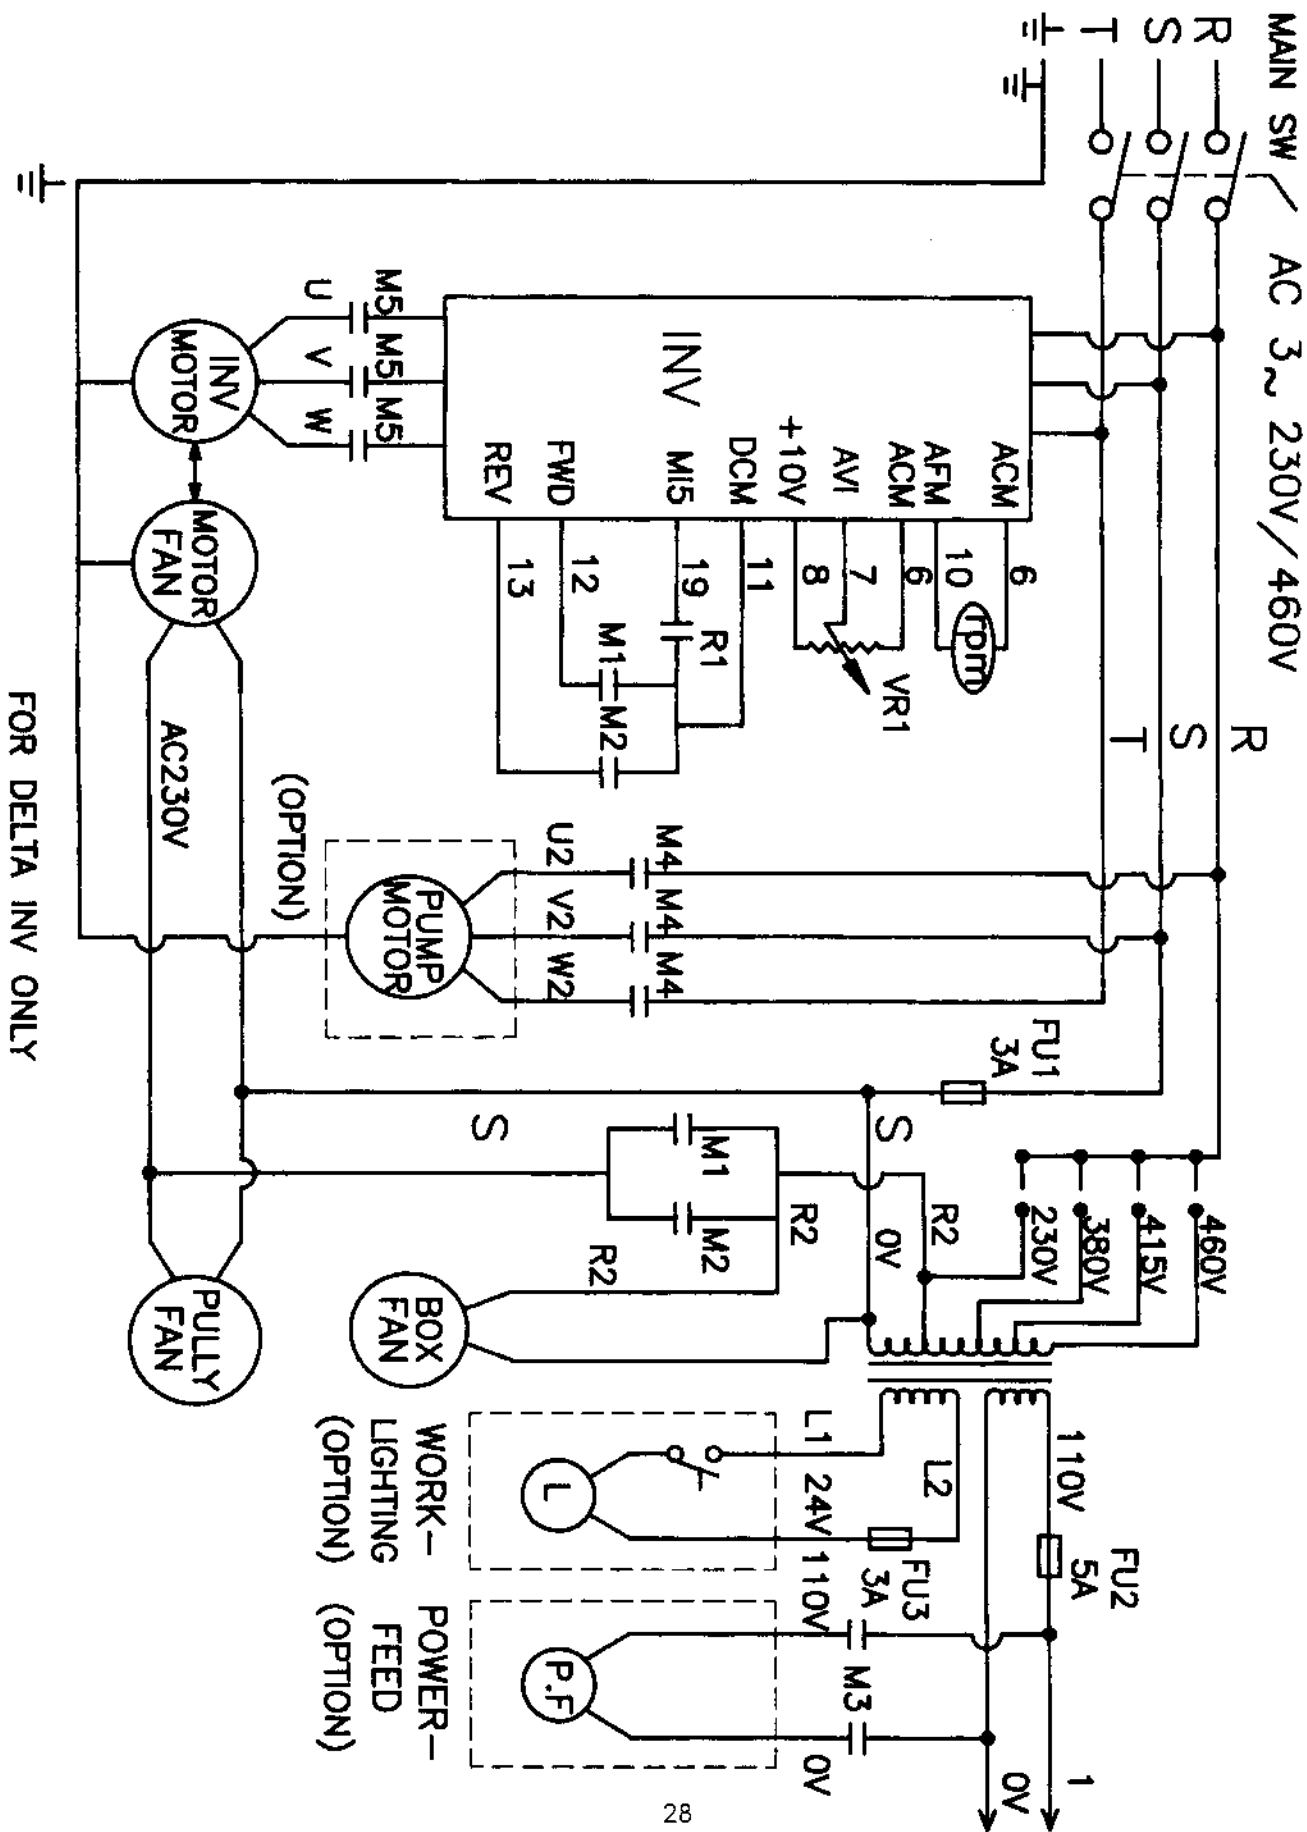 MAIN SW
AC 3~ 230V/460V
R
S
T
R
S
T
INV
ACM
AFM
ACM
AVI
+10V
DCM
MI5
FWD
REV
6
10
6
7
8
11
19
12
13
rpm
VR1
R1
M1
M2
M5
M5
M5
U
V
W
INV
MOTOR
MOTOR
FAN
AC230V
M4
M4
M4
U2
V2
W2
PUMP
MOTOR
(OPTION)
FU1
3A
S
S
460V
415V
380V
230V
R2
0V
M1
M2
R2
R2
BOX
FAN
PULLY
FAN
110V
FU2
5A
L2
L1
24V
FU3
3A
L
WORK-
LIGHTING
(OPTION)
110V
M3
0V
P.F
POWER-
FEED
(OPTION)
1
0V
FOR DELTA INV ONLY
28